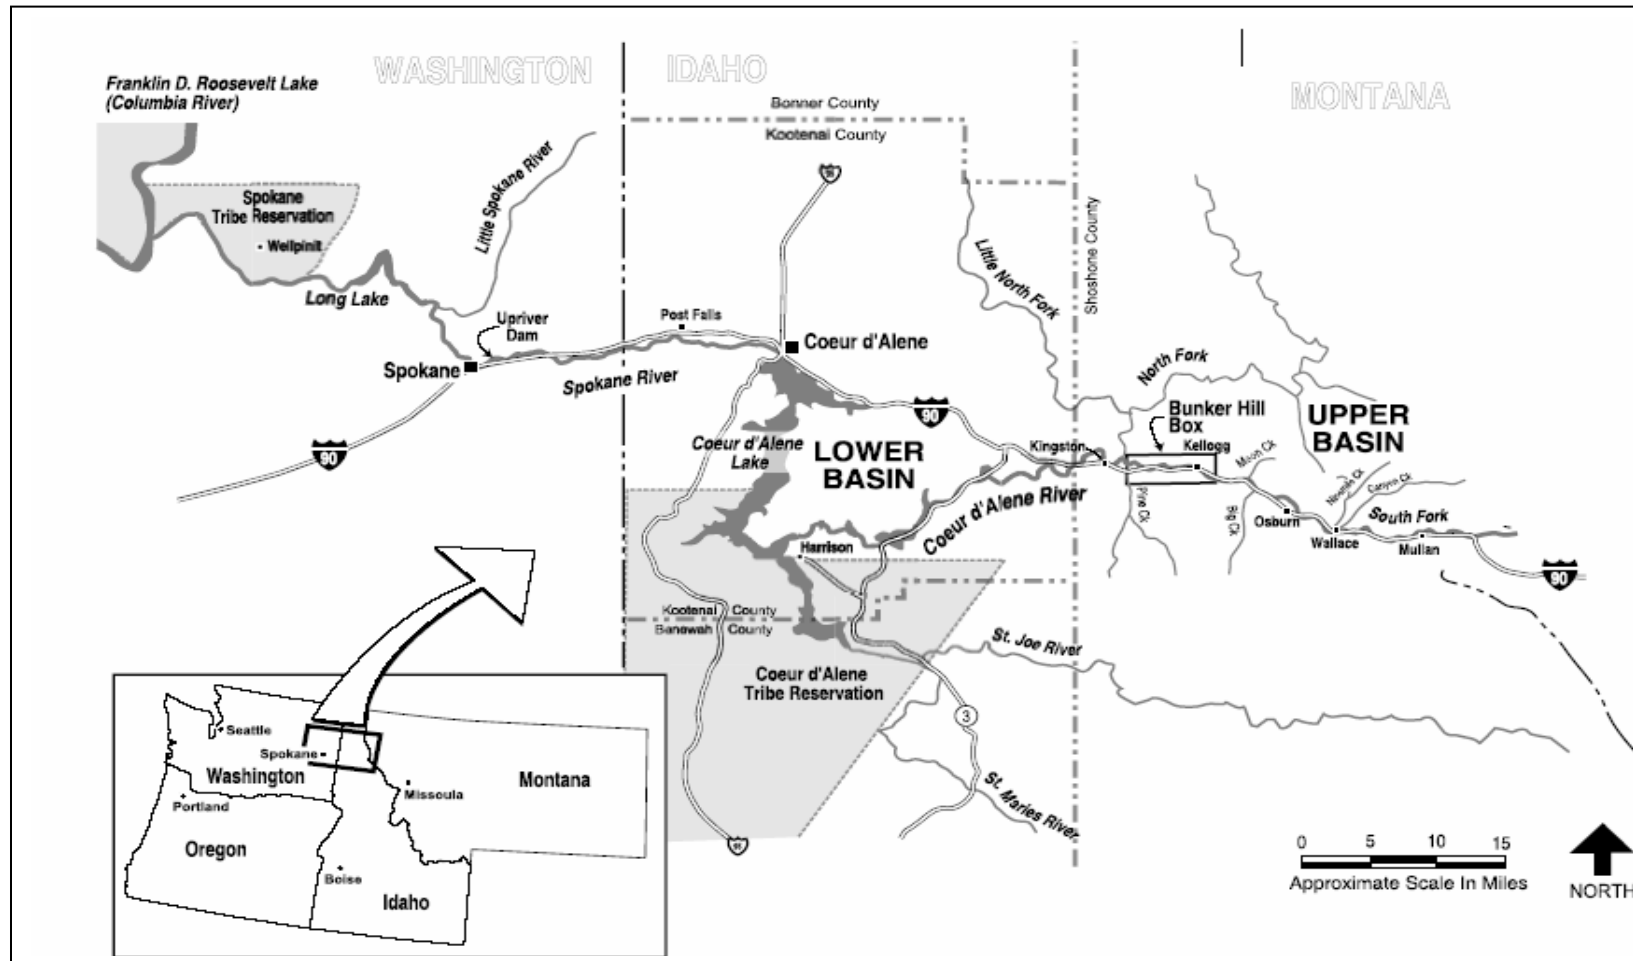 WASHINGTON
IDAHO
MONTANA
Franklin D. Roosevelt Lake
(Columbia River)
Bonner County
Kootenai County
Spokane
Tribe Reservation
Wellpinit
Little Spokane River
Long Lake
Upriver
Dam
Spokane
Spokane River
Post Falls
Coeur d'Alene
Shoshone County
Little North Fork
North Fork
Bunker Hill
Box
Kellogg
UPPER
BASIN
LOWER
BASIN
Coeur d'Alene
Lake
90
90
Kingston
Coeur d'Alene River
Pine Ck
Big Ck
Moon Ck
Ninemile Ck
Canyon Ck
Osburn
Wallace
South Fork
Mullan
90
Harrison
Kootenai County
Benewah County
St. Joe River
Coeur d'Alene
Tribe Reservation
3
St. Maries River
Seattle
Spokane
Washington
Portland
Oregon
Missoula
Montana
Boise
Idaho
0 5 10 15
Approximate Scale In Miles
NORTH